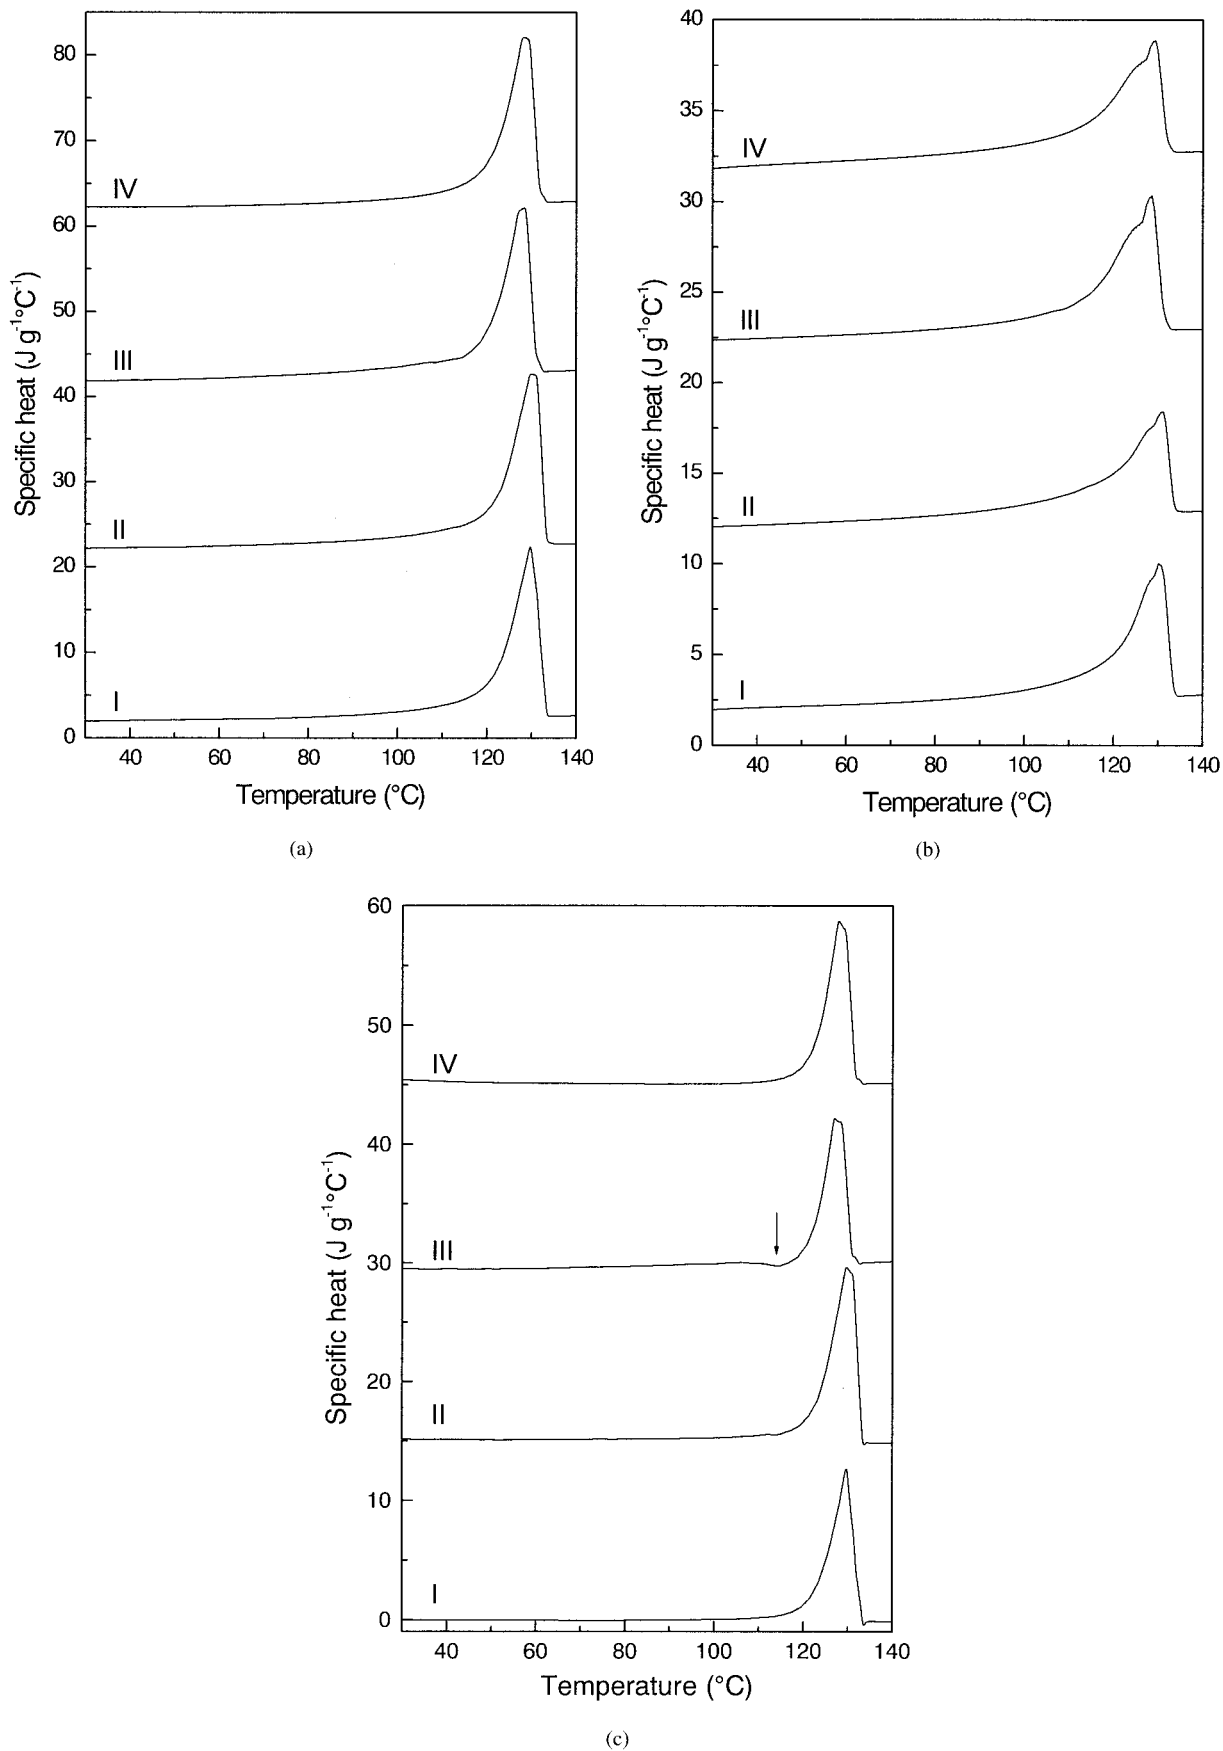 80
70
60
50
40
30
20
10
0
IV
III
II
I
Specific heat (J g⁻¹°C⁻¹)
40 60 80 100 120 140
Temperature (°C)
(a)
40
35
30
25
20
15
10
5
0
IV
III
II
I
Specific heat (J g⁻¹°C⁻¹)
40 60 80 100 120 140
Temperature (°C)
(b)
60
50
40
30
20
10
0
IV
III
II
I
Specific heat (J g⁻¹°C⁻¹)
40 60 80 100 120 140
Temperature (°C)
(c)